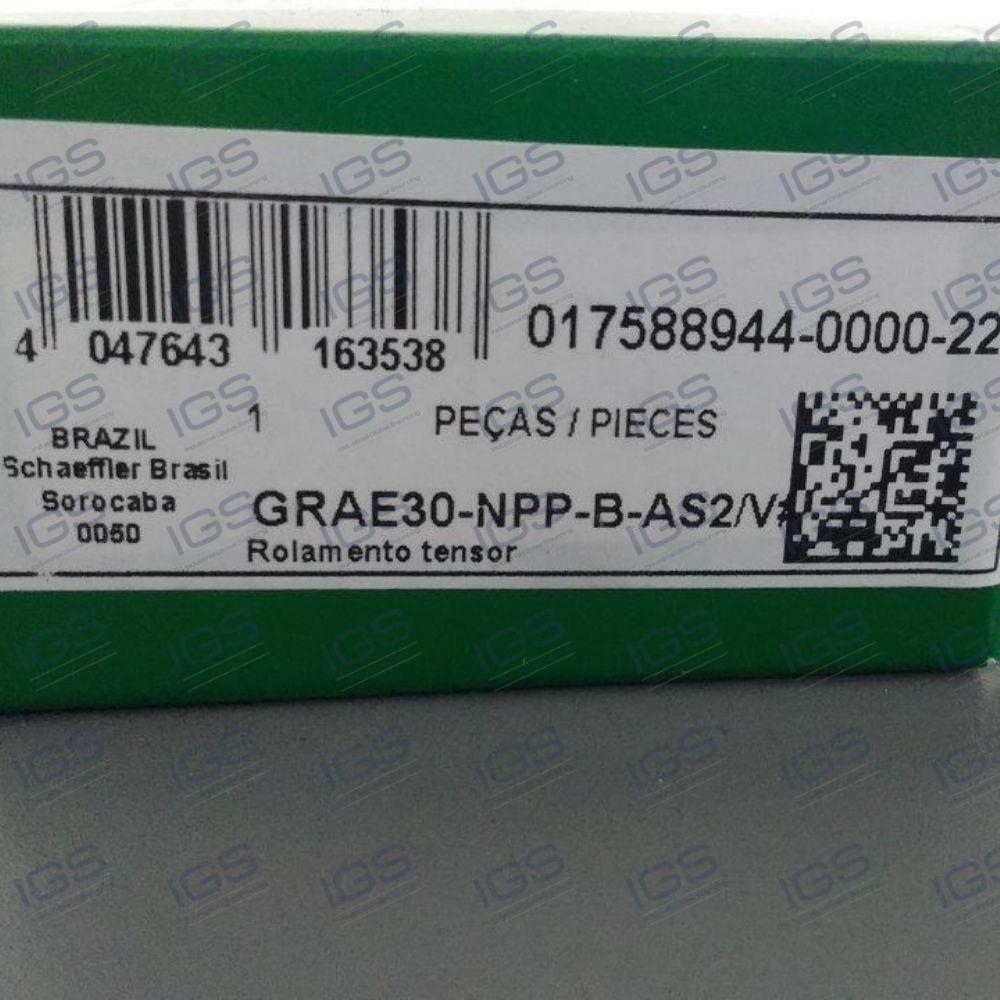 4 047643 163538
017588944-0000-22
1 PEÇAS / PIECES
BRAZIL
Schaeffler Brasil
Sorocaba
0050
GRAE30-NPP-B-AS2/V
Rolamento tensor
IGS